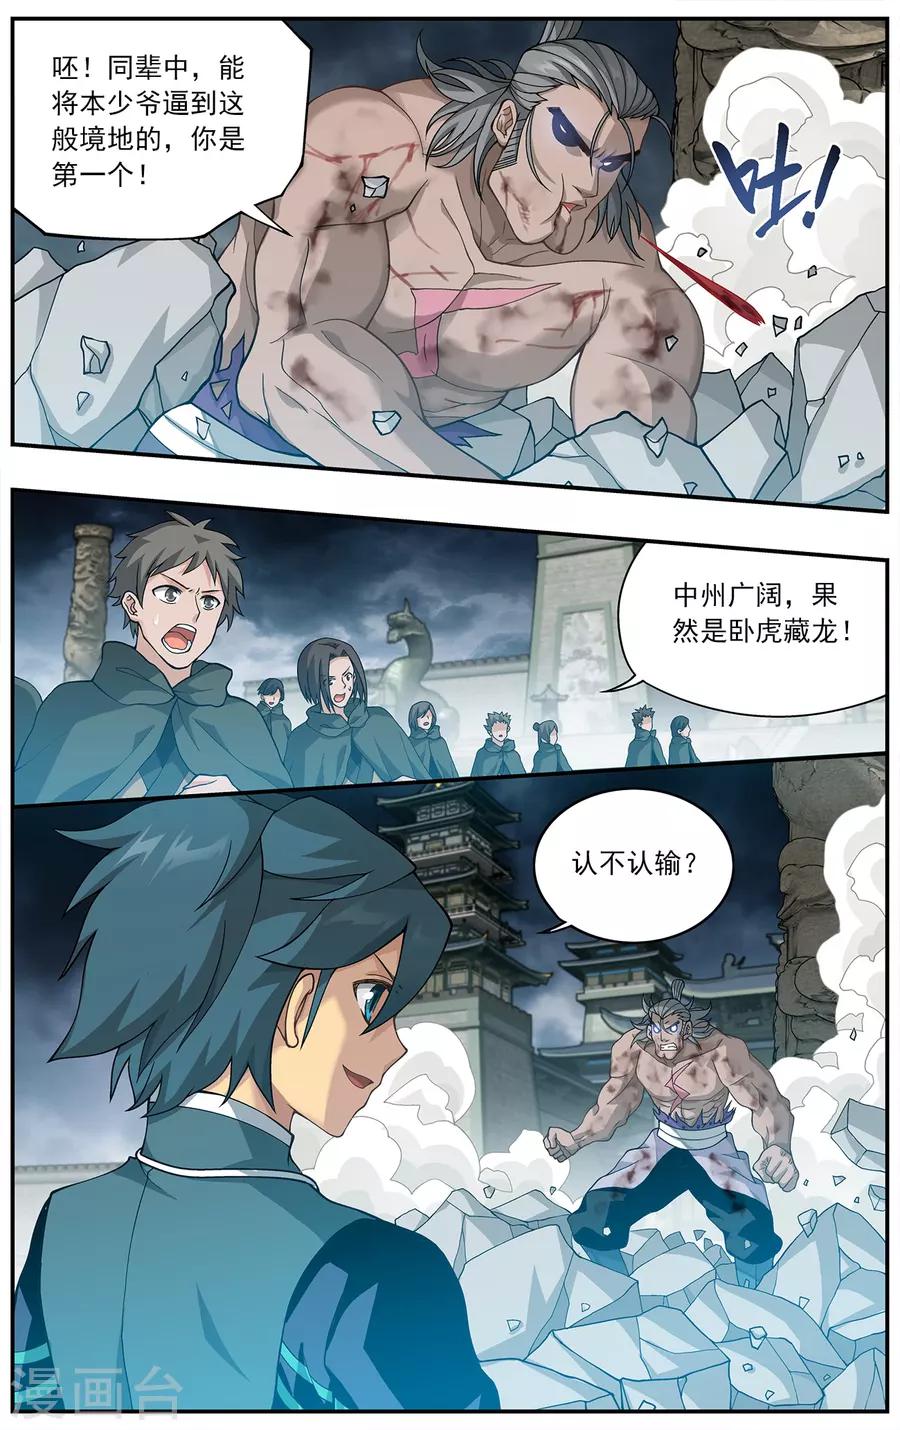 呸！同辈中，能
将本少爷逼到这
般境地的，你是
第一个！
吐！
中州广阔，果
然是卧虎藏龙！
认不认输？
漫画台